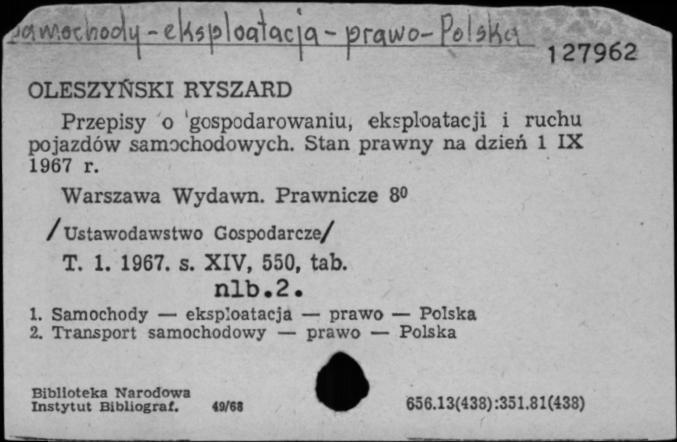 Samochody - eksploatacja - prawo - Polska
127962
OLESZYŃSKI RYSZARD
Przepisy o gospodarowaniu, eksploatacji i ruchu
pojazdów samochodowych. Stan prawny na dzień 1 IX
1967 r.
Warszawa Wydawn. Prawnicze 8⁰
/Ustawodawstwo Gospodarcze/
T. 1. 1967. s. XIV, 550, tab.
nlb.2.
1. Samochody — eksploatacja — prawo — Polska
2. Transport samochodowy — prawo — Polska
Biblioteka Narodowa
Instytut Bibliograf. 49/68 656.13(438):351.81(438)